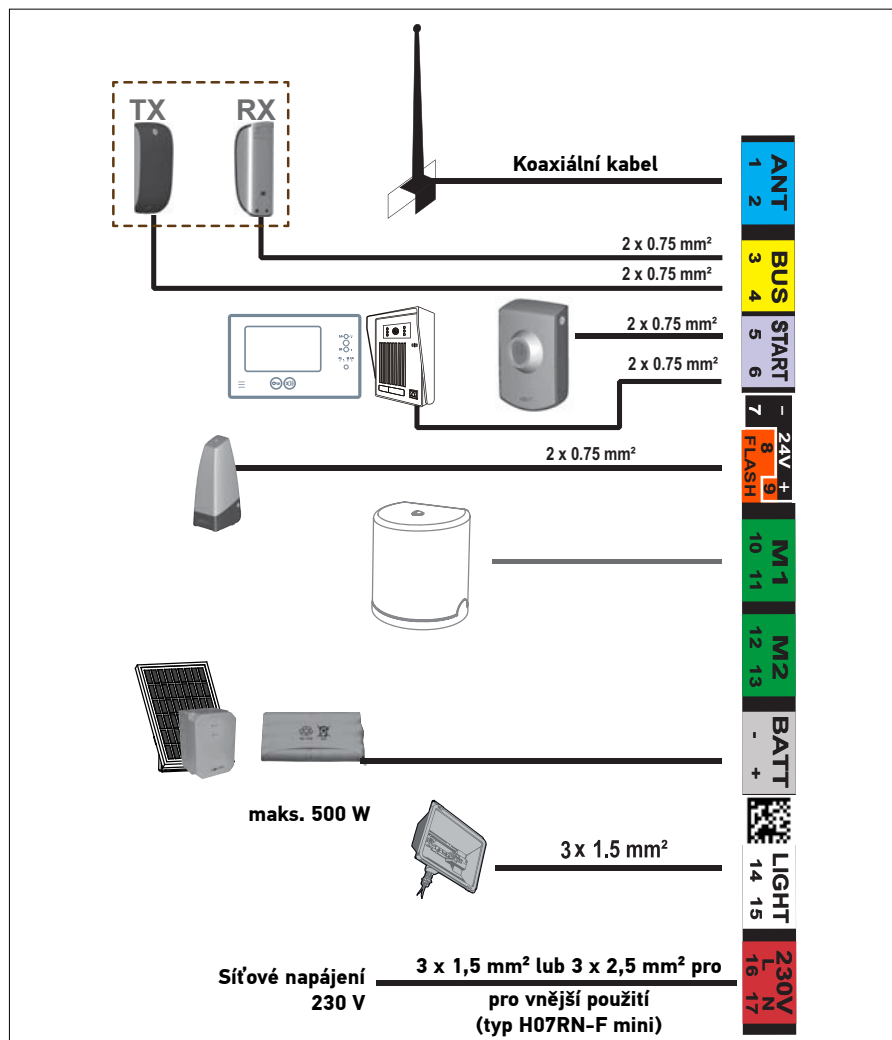 TX RX
Koaxiální kabel
ANT
1 2
2 x 0.75 mm²
2 x 0.75 mm²
BUS
3 4
2 x 0.75 mm²
2 x 0.75 mm²
START
5 6
2 x 0.75 mm²
- 24V +
7 8 9
FLASH
M1
10 11
M2
12 13
BATT
- +
maks. 500 W
3 x 1.5 mm²
LIGHT
14 15
Síťové napájení
230 V
3 x 1,5 mm² lub 3 x 2,5 mm² pro
pro vnější použití
(typ H07RN-F mini)
230V
L N
16 17